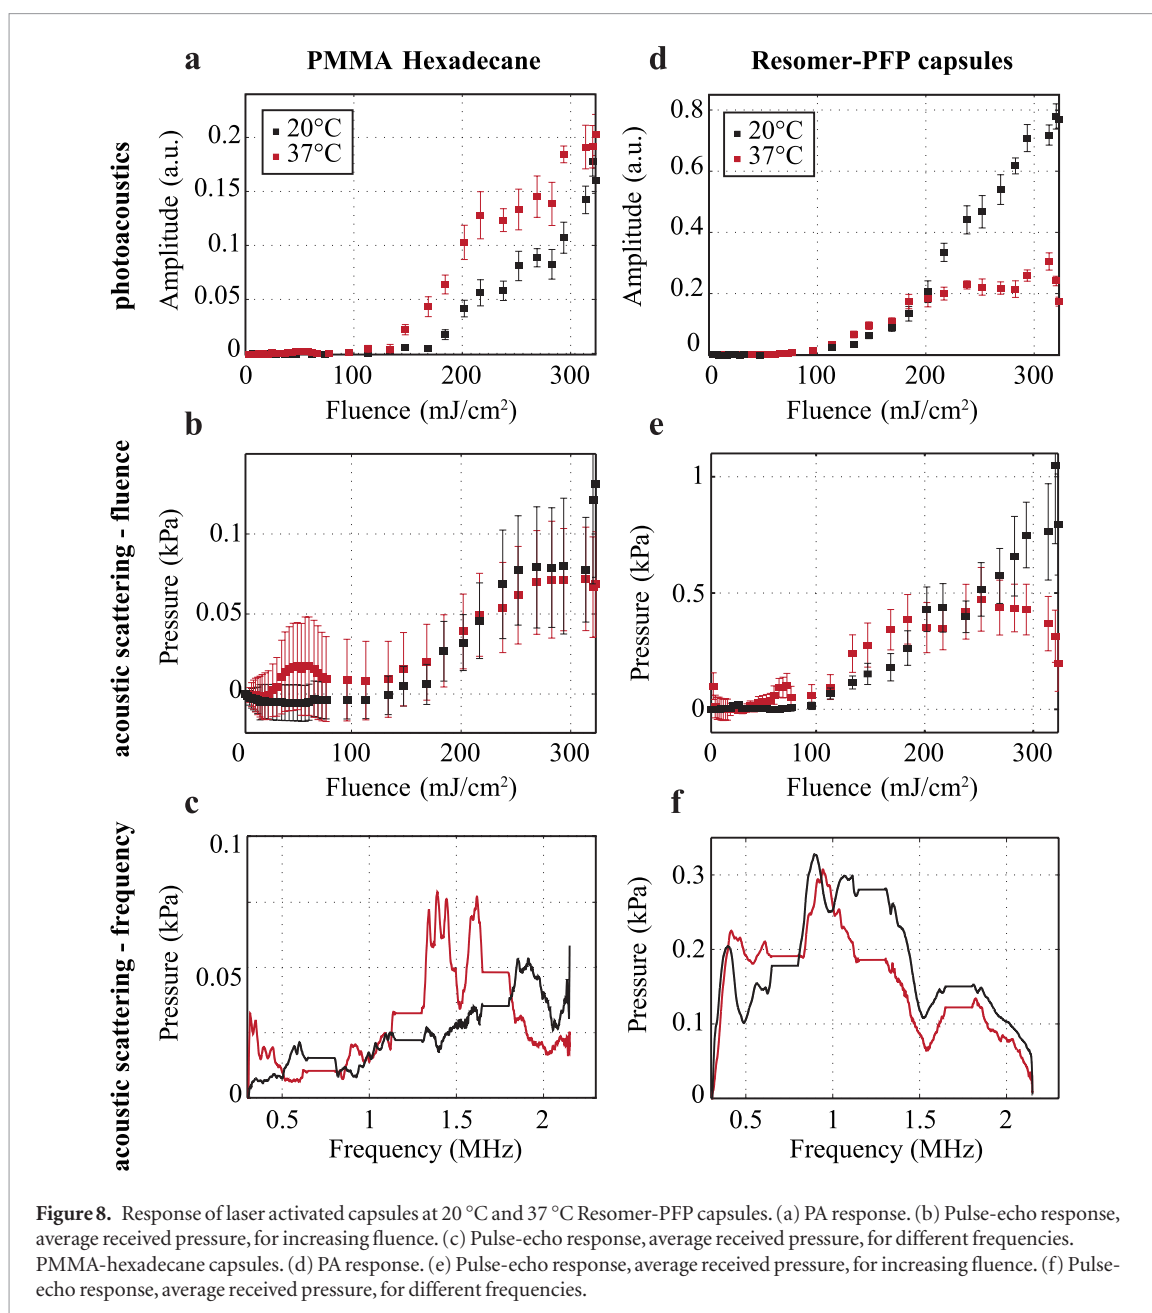 a
PMMA Hexadecane
d
Resomer-PFP capsules
photoacoustics
Amplitude (a.u.)
0.2
0.15
0.1
0.05
0
20°C
37°C
0
100
200
300
Fluence (mJ/cm²)
Amplitude (a.u.)
0.8
0.6
0.4
0.2
0
20°C
37°C
0
100
200
300
Fluence (mJ/cm²)
b
e
acoustic scattering - fluence
Pressure (kPa)
0.1
0.05
0
0
100
200
300
Fluence (mJ/cm²)
Pressure (kPa)
1
0.5
0
0
100
200
300
Fluence (mJ/cm²)
c
f
acoustic scattering - frequency
Pressure (kPa)
0.1
0.05
0
0.5
1
1.5
2
Frequency (MHz)
Pressure (kPa)
0.3
0.2
0.1
0
0.5
1
1.5
2
Frequency (MHz)
Figure 8. Response of laser activated capsules at 20 °C and 37 °C Resomer-PFP capsules. (a) PA response. (b) Pulse-echo response,
average received pressure, for increasing fluence. (c) Pulse-echo response, average received pressure, for different frequencies.
PMMA-hexadecane capsules. (d) PA response. (e) Pulse-echo response, average received pressure, for increasing fluence. (f) Pulse-
echo response, average received pressure, for different frequencies.